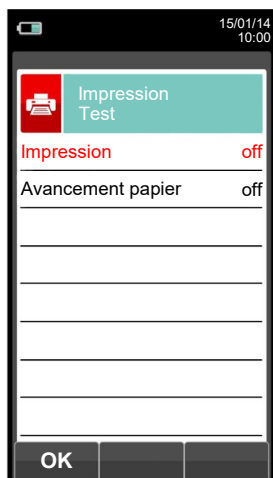 15/01/14
10:00
Impression
Test
Impression off
Avancement papier off
OK